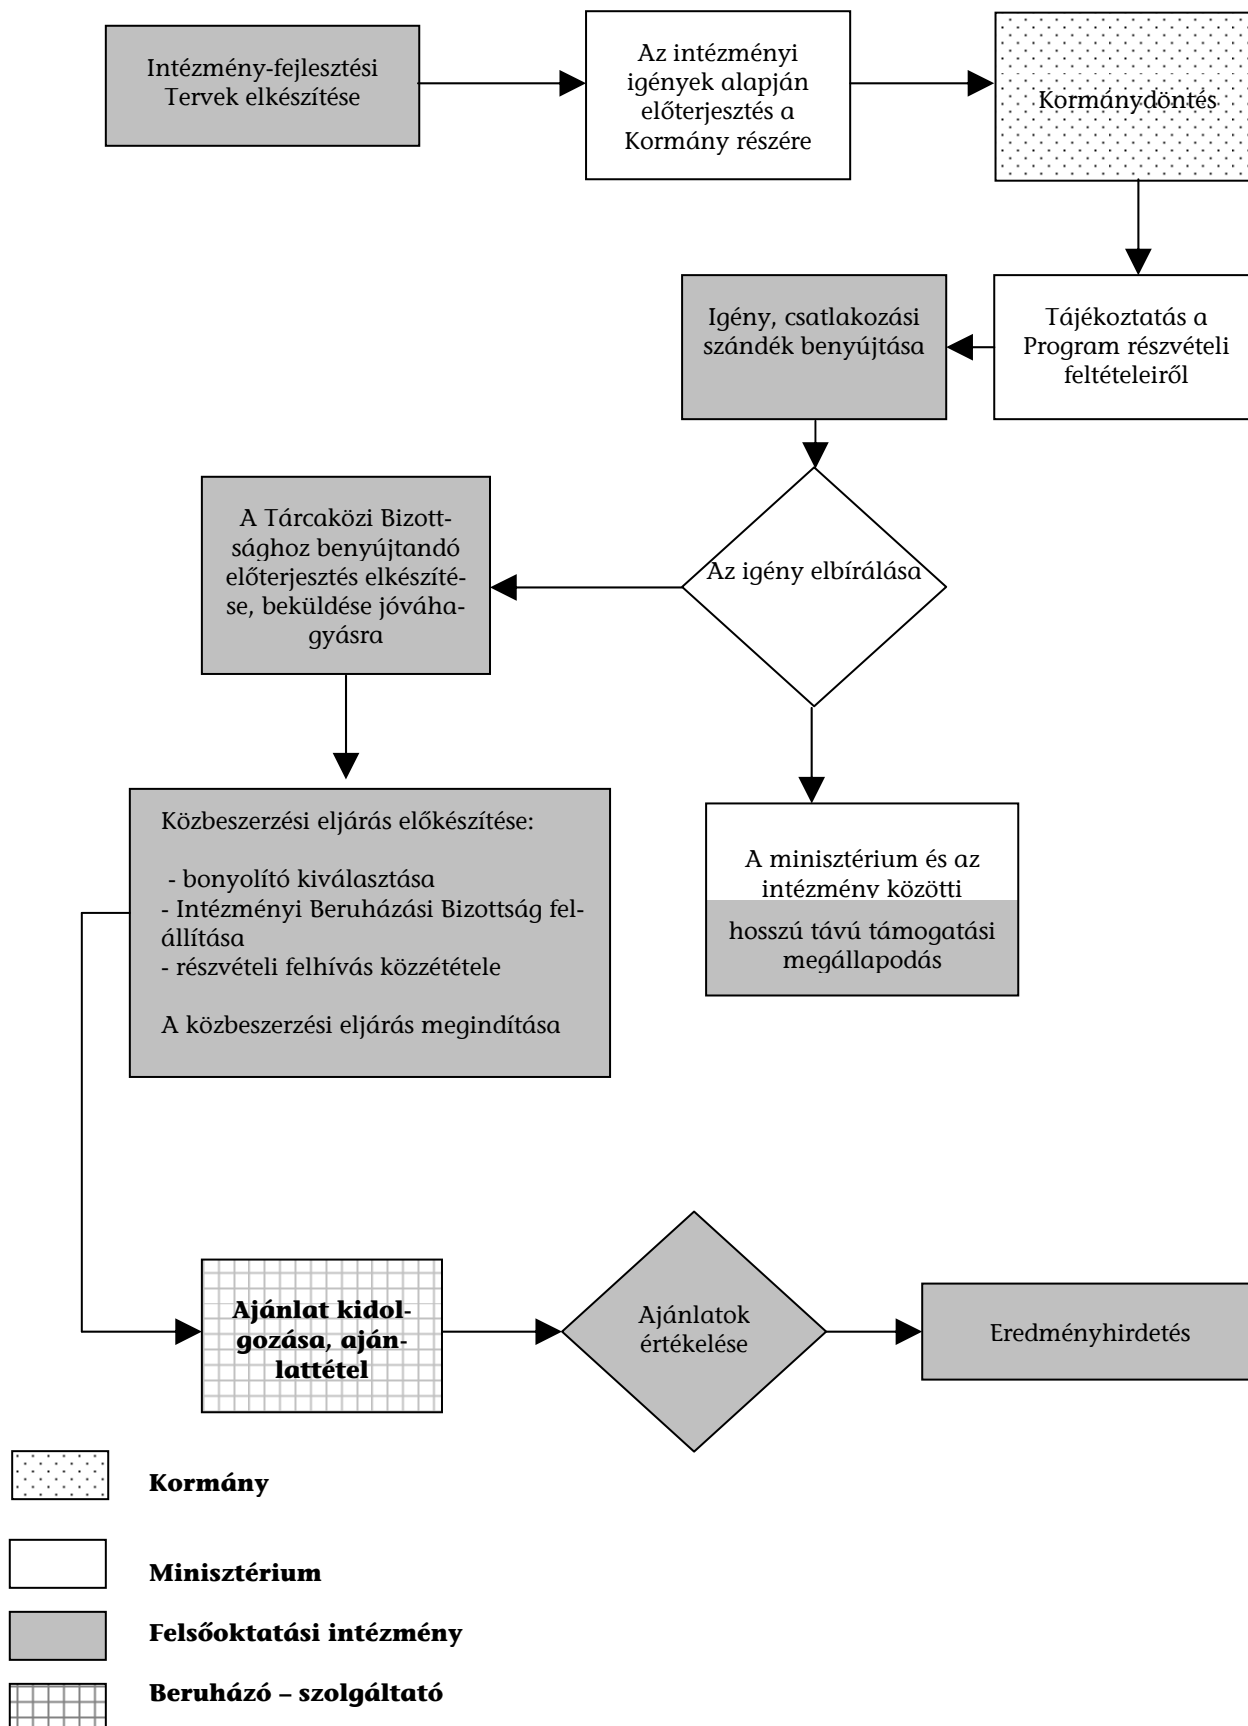 Intézmény-fejlesztési
Tervek elkészítése
Az intézményi
igények alapján
előterjesztés a
Kormány részére
Kormánydöntés
Igény, csatlakozási
szándék benyújtása
Tájékoztatás a
Program részvételi
feltételeiről
A Tárcaközi Bizott-
sághoz benyújtandó
előterjesztés elkészíté-
se, beküldése jóváha-
gyásra
Az igény elbírálása
Közbeszerzési eljárás előkészítése:
- bonyolító kiválasztása
- Intézményi Beruházási Bizottság fel-
állítása
- részvételi felhívás közzététele
A közbeszerzési eljárás megindítása
A minisztérium és az
intézmény közötti
hosszú távú támogatási
megállapodás
Ajánlat kidol-
gozása, aján-
lattétel
Ajánlatok
értékelése
Eredményhirdetés
Kormány
Minisztérium
Felsőoktatási intézmény
Beruházó – szolgáltató